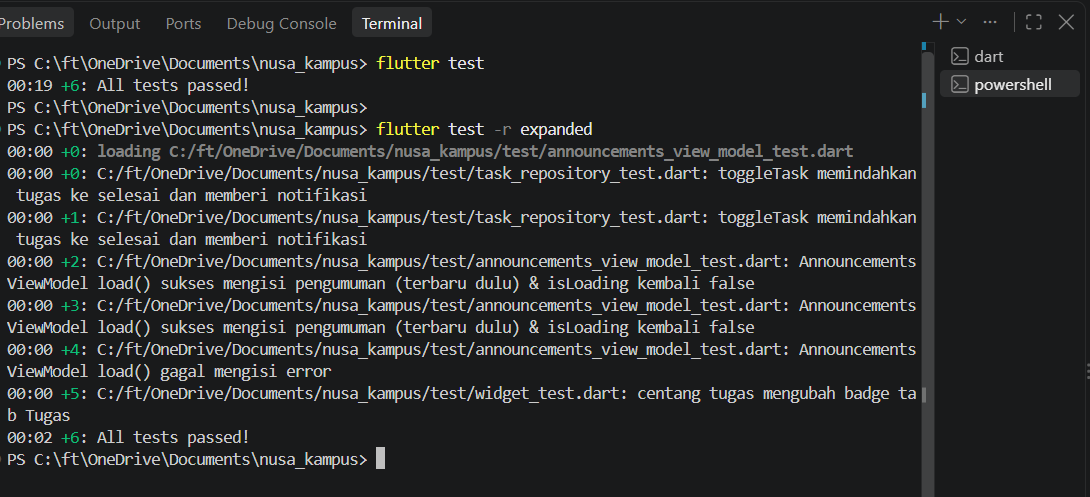 Problems Output Ports Debug Console Terminal
dart
powershell
PS C:\ft\OneDrive\Documents\nusa_kampus> flutter test
00:19 +6: All tests passed!
PS C:\ft\OneDrive\Documents\nusa_kampus>
PS C:\ft\OneDrive\Documents\nusa_kampus> flutter test -r expanded
00:00 +0: loading C:/ft/OneDrive/Documents/nusa_kampus/test/announcements_view_model_test.dart
00:00 +0: C:/ft/OneDrive/Documents/nusa_kampus/test/task_repository_test.dart: toggleTask memindahkan
tugas ke selesai dan memberi notifikasi
00:00 +1: C:/ft/OneDrive/Documents/nusa_kampus/test/task_repository_test.dart: toggleTask memindahkan
tugas ke selesai dan memberi notifikasi
00:00 +2: C:/ft/OneDrive/Documents/nusa_kampus/test/announcements_view_model_test.dart: Announcements
ViewModel load() sukses mengisi pengumuman (terbaru dulu) & isLoading kembali false
00:00 +3: C:/ft/OneDrive/Documents/nusa_kampus/test/announcements_view_model_test.dart: Announcements
ViewModel load() sukses mengisi pengumuman (terbaru dulu) & isLoading kembali false
00:00 +4: C:/ft/OneDrive/Documents/nusa_kampus/test/announcements_view_model_test.dart: Announcements
ViewModel load() gagal mengisi error
00:00 +5: C:/ft/OneDrive/Documents/nusa_kampus/test/widget_test.dart: centang tugas mengubah badge ta
b Tugas
00:02 +6: All tests passed!
PS C:\ft\OneDrive\Documents\nusa_kampus>